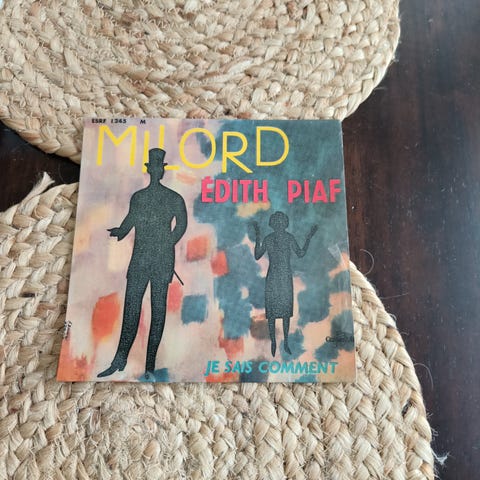 ESRF 1245 M
MILORD
ÉDITH PIAF
JE SAIS COMMENT